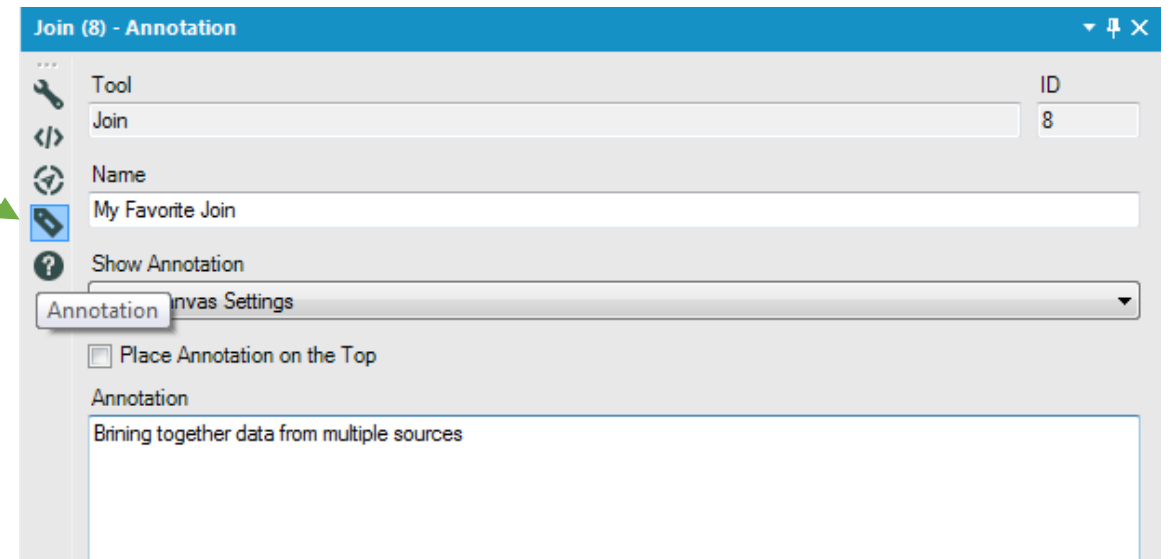 Join (8) - Annotation
Tool
ID
Join
8
Name
My Favorite Join
Show Annotation
Canvas Settings
Annotation
Place Annotation on the Top
Annotation
Brining together data from multiple sources